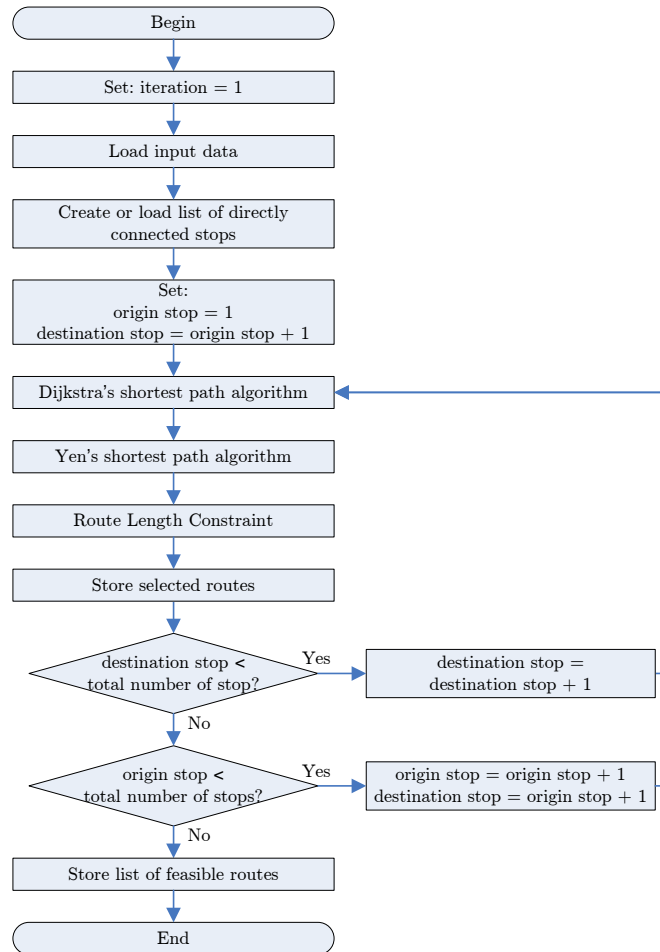 Begin
Set: iteration = 1
Load input data
Create or load list of directly
connected stops
Set:
origin stop = 1
destination stop = origin stop + 1
Dijkstra's shortest path algorithm
Yen's shortest path algorithm
Route Length Constraint
Store selected routes
destination stop <
total number of stop?
Yes
destination stop =
destination stop + 1
No
origin stop <
total number of stops?
Yes
origin stop = origin stop + 1
destination stop = origin stop + 1
No
Store list of feasible routes
End